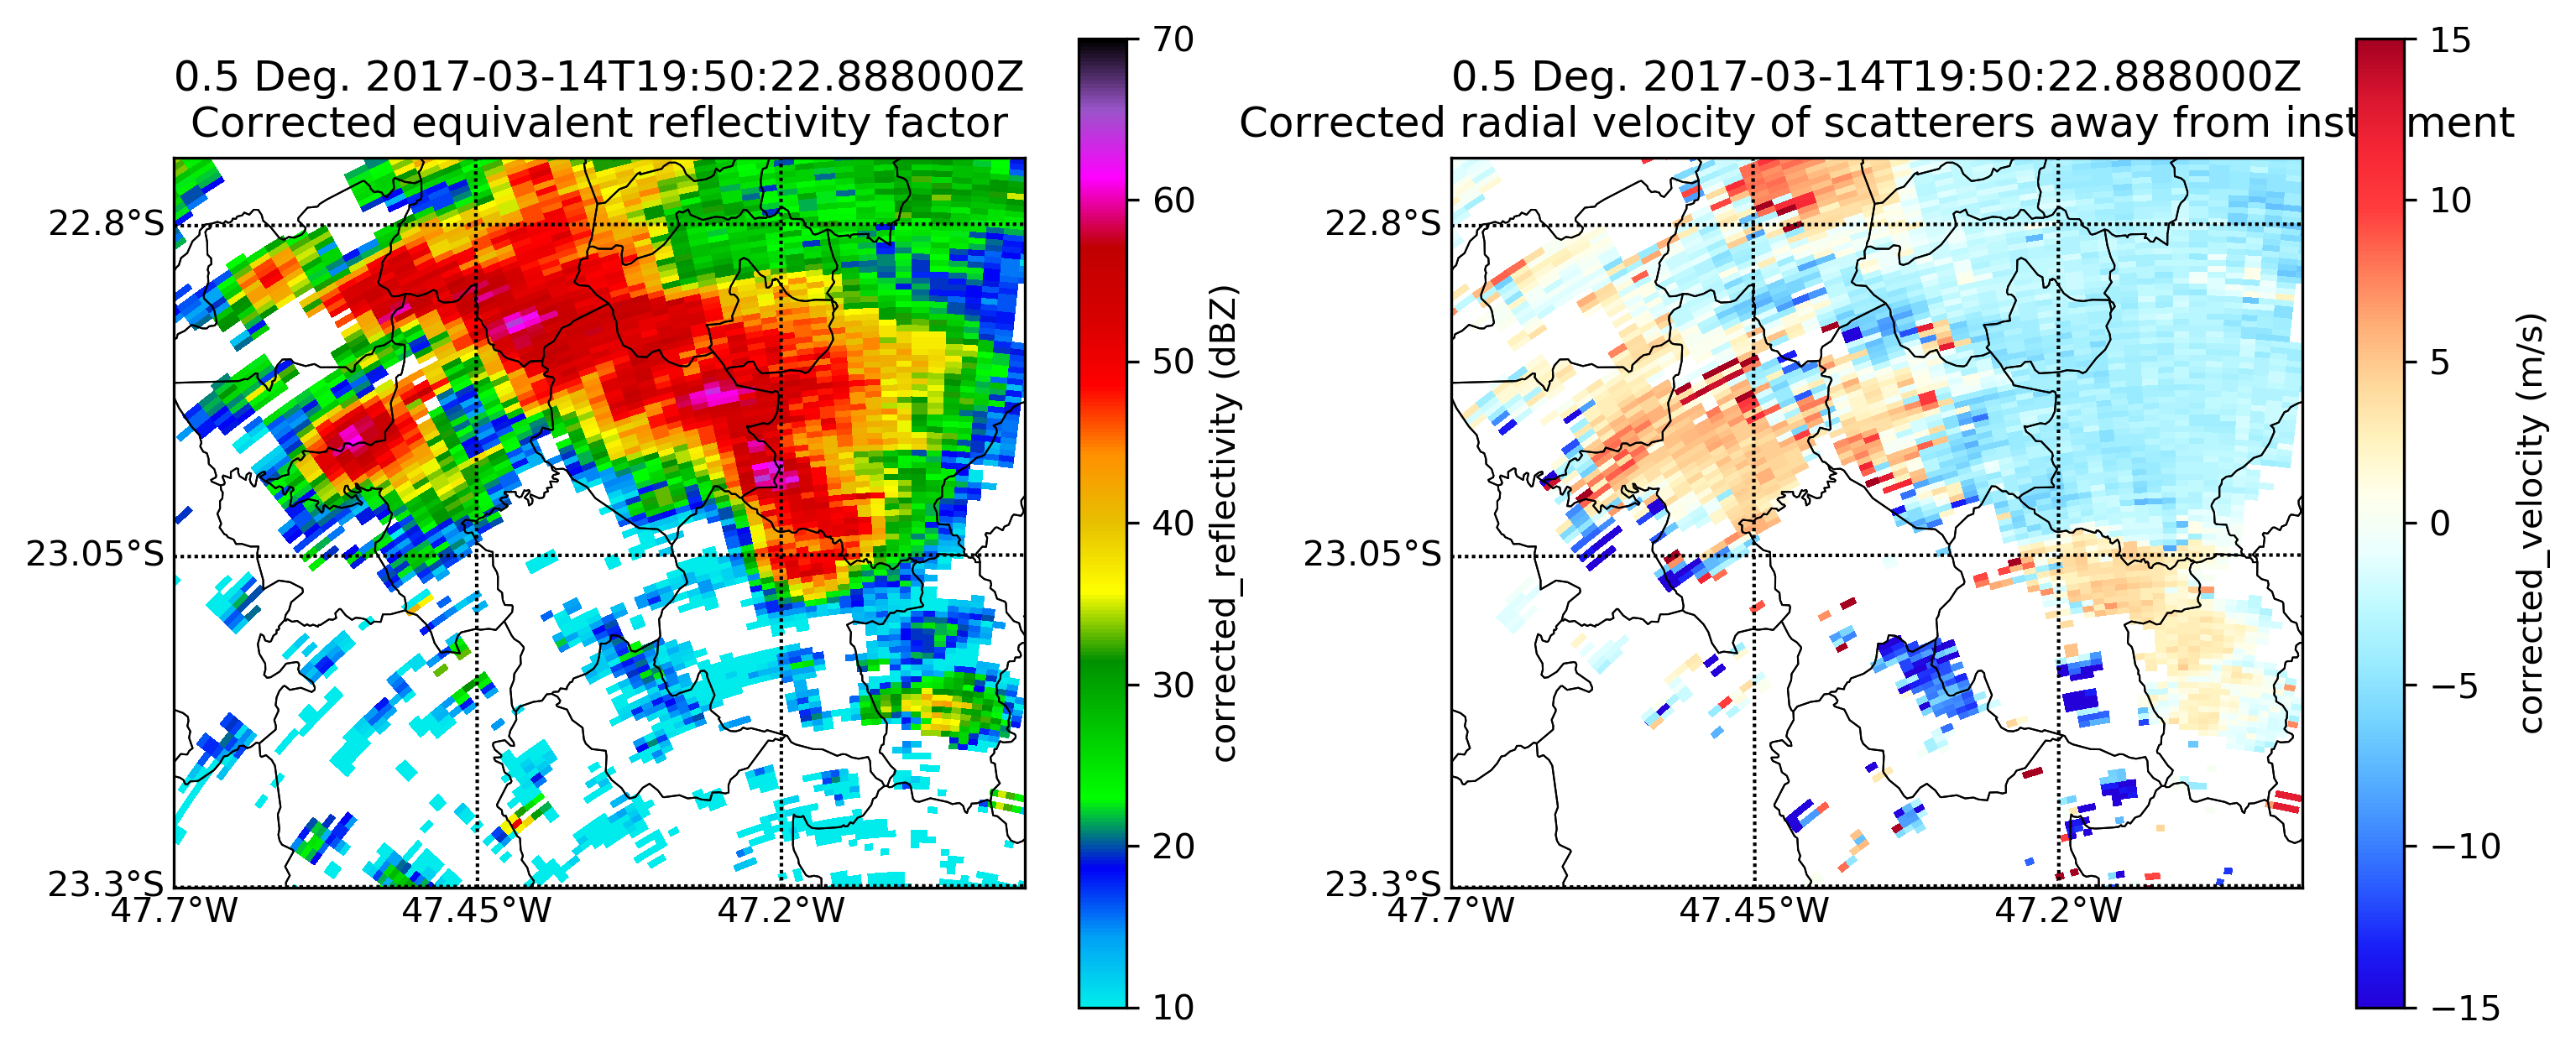 0.5 Deg. 2017-03-14T19:50:22.888000Z
Corrected equivalent reflectivity factor
22.8°S
23.05°S
23.3°S
47.7°W
47.45°W
47.2°W
70
60
50
40
30
20
10
corrected_reflectivity (dBZ)
0.5 Deg. 2017-03-14T19:50:22.888000Z
Corrected radial velocity of scatterers away from inst ment
22.8°S
23.05°S
23.3°S
47.7°W
47.45°W
47.2°W
15
10
5
0
−5
−10
−15
corrected_velocity (m/s)